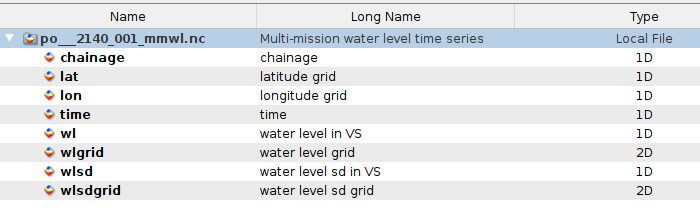 Name Long Name Type
po___2140_001_mmwl.nc Multi-mission water level time series Local File
chainage chainage 1D
lat latitude grid 1D
lon longitude grid 1D
time time 1D
wl water level in VS 1D
wlgrid water level grid 2D
wlsd water level sd in VS 1D
wlsdgrid water level sd grid 2D